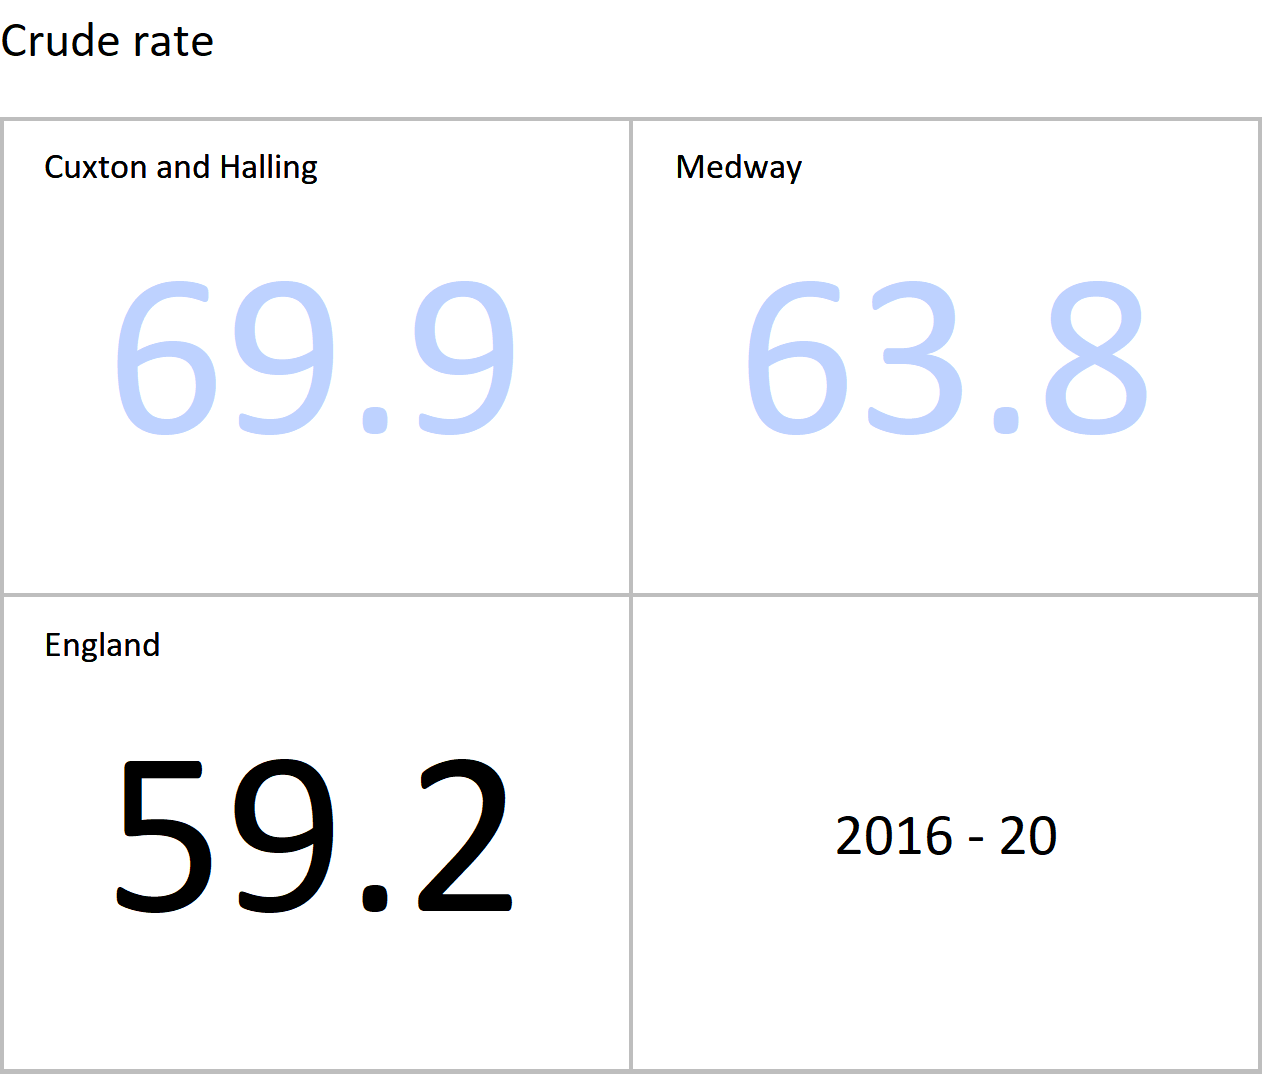 Crude rate
Cuxton and Halling
69.9
Medway
63.8
England
59.2
2016 - 20